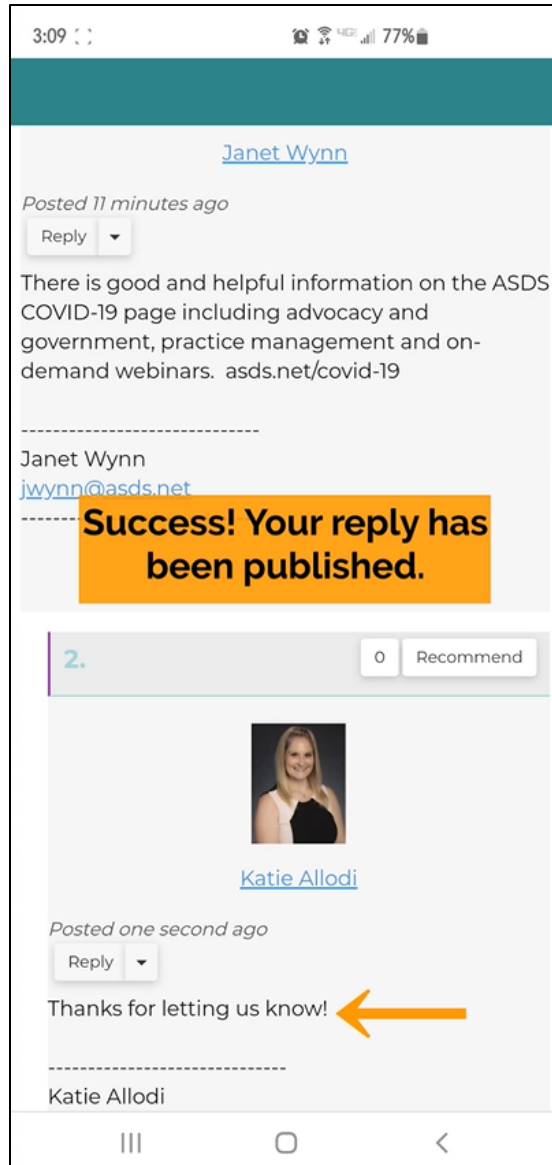 3:09
4GE 77%
Janet Wynn
Posted 11 minutes ago
Reply
There is good and helpful information on the ASDS
COVID-19 page including advocacy and
government, practice management and on-
demand webinars.  asds.net/covid-19
------------------------------
Janet Wynn
jwynn@asds.net
Success! Your reply has
been published.
2.
0 Recommend
Katie Allodi
Posted one second ago
Reply
Thanks for letting us know!
------------------------------
Katie Allodi